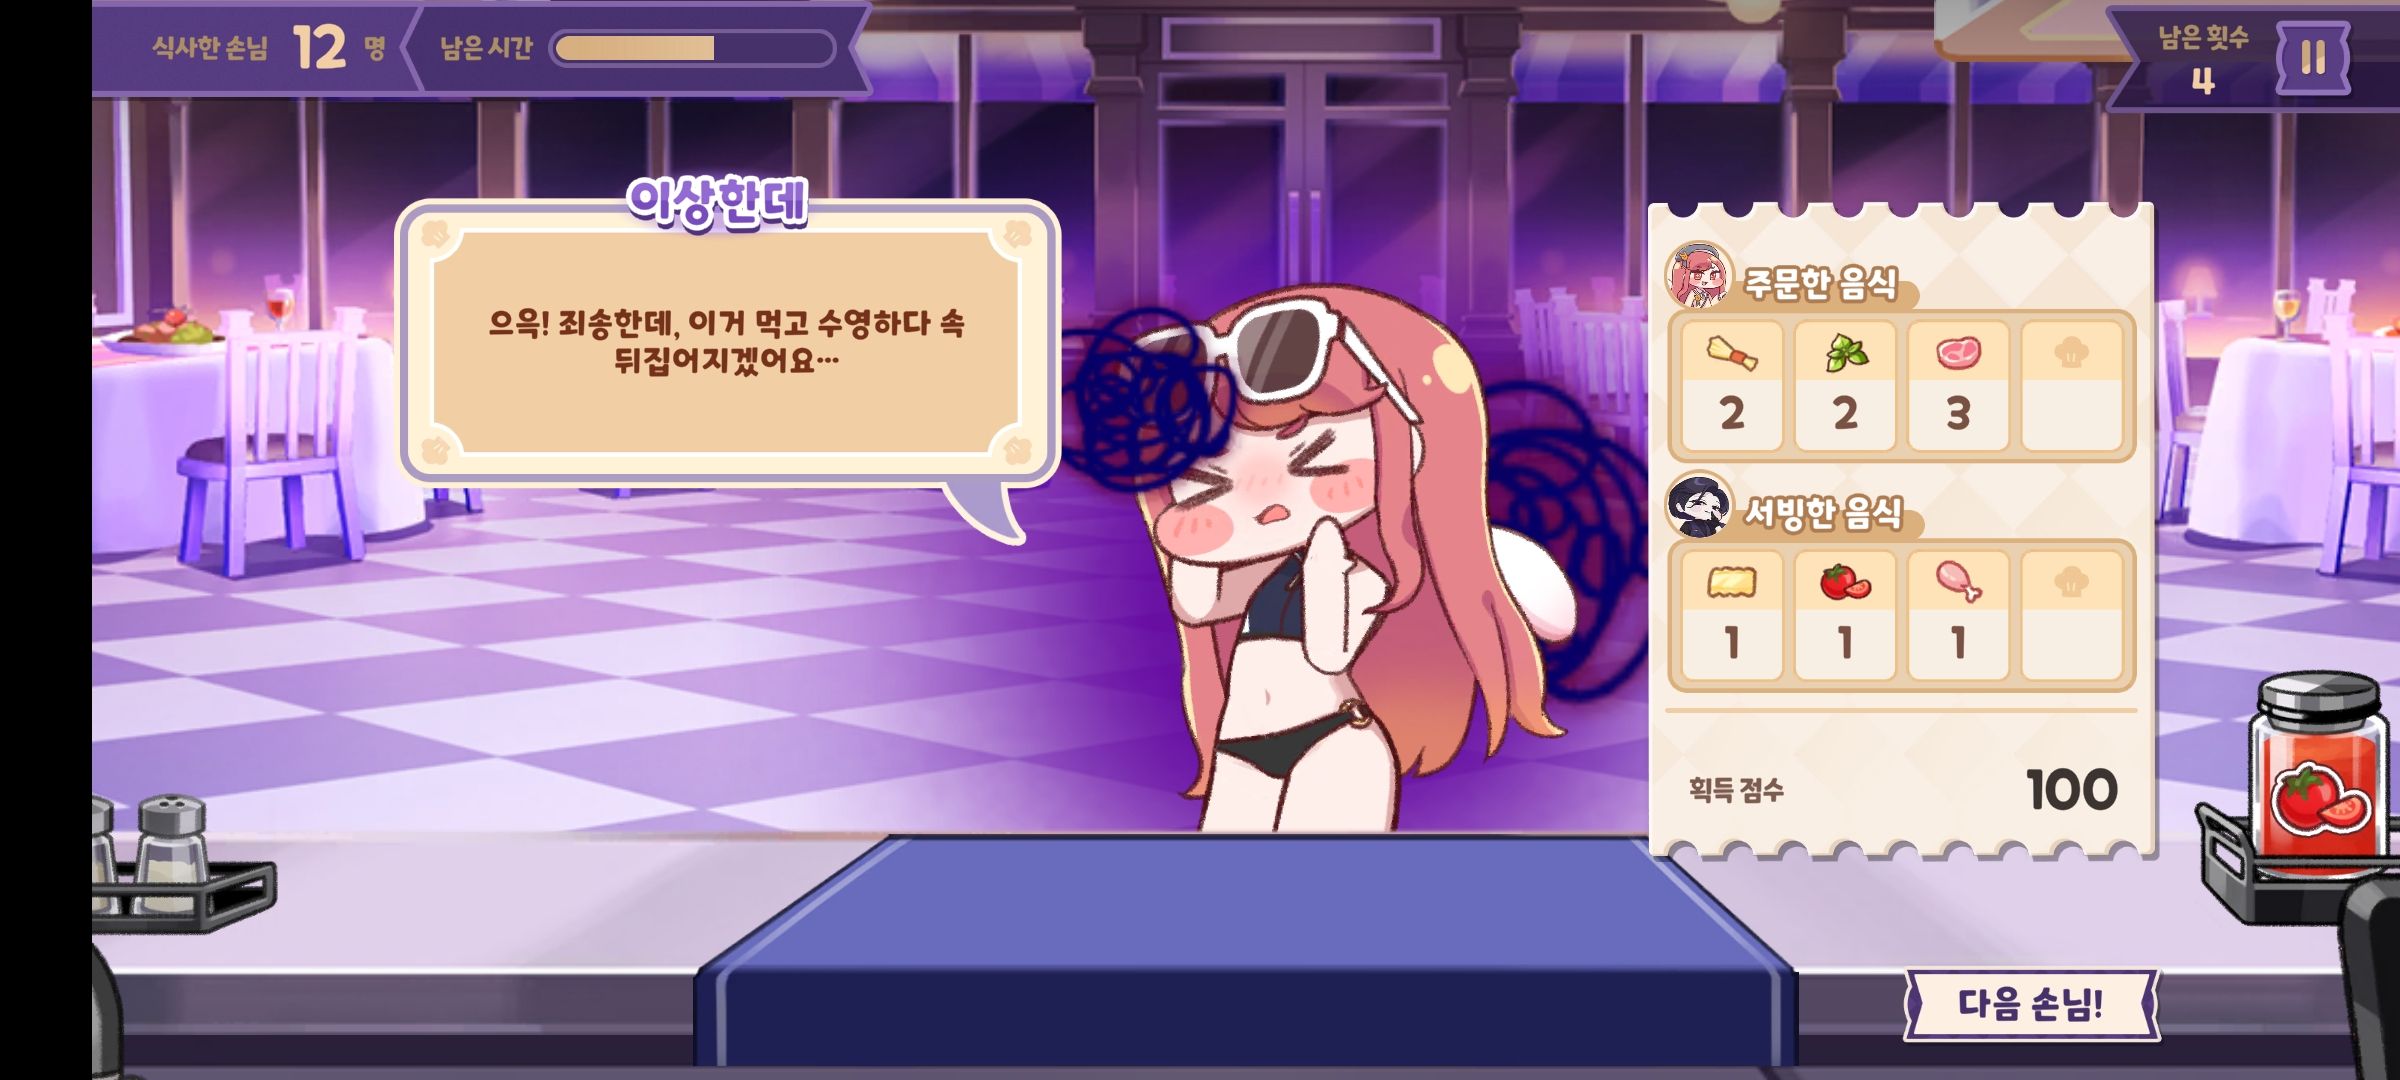 식사한 손님 12 명
남은 시간
남은 횟수
4
이상한데
으윽! 죄송한데, 이거 먹고 수영하다 속
뒤집어지겠어요…
주문한 음식
2 2 3
서빙한 음식
1 1 1
획득 점수 100
다음 손님!